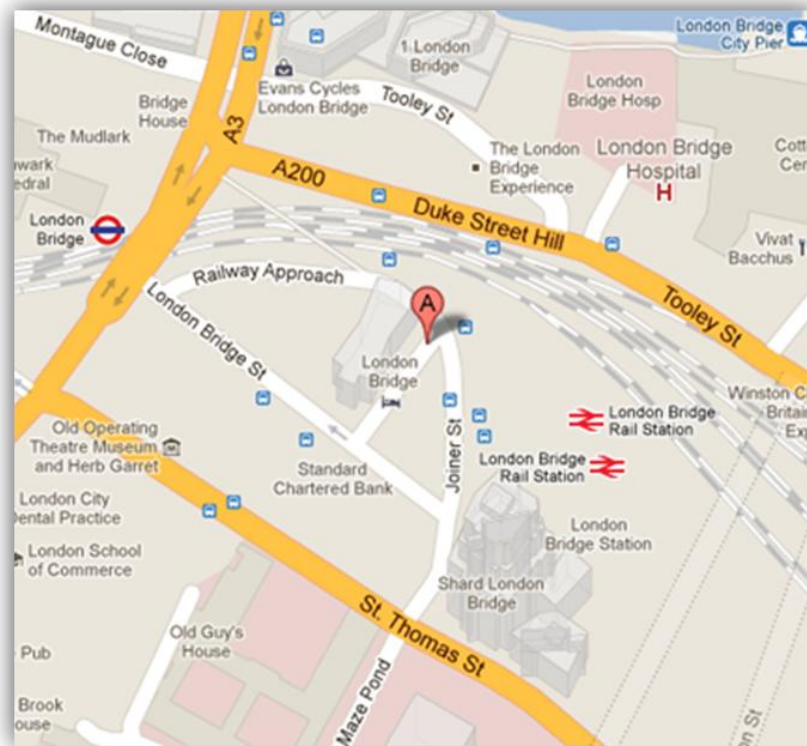 London Bridge
City Pier
Montague Close
1 London
Bridge
Evans Cycles
London Bridge
London
Bridge Hosp
Tooley St
Bridge
House
A3
The Mudlark
The London
Bridge
Experience
London Bridge
Hospital
H
A200
Duke Street Hill
London
Bridge
Vivat
Bacchus
Railway Approach
A
Tooley St
London Bridge St
London
Bridge
London Bridge
Rail Station
Old Operating
Theatre Museum
and Herb Garret
Joiner St
London Bridge
Rail Station
Standard
Chartered Bank
London City
London School
of Commerce
London
Bridge Station
Shard London
Bridge
St. Thomas St
Old Guy's
House
Pub
Maze Pond
Brook